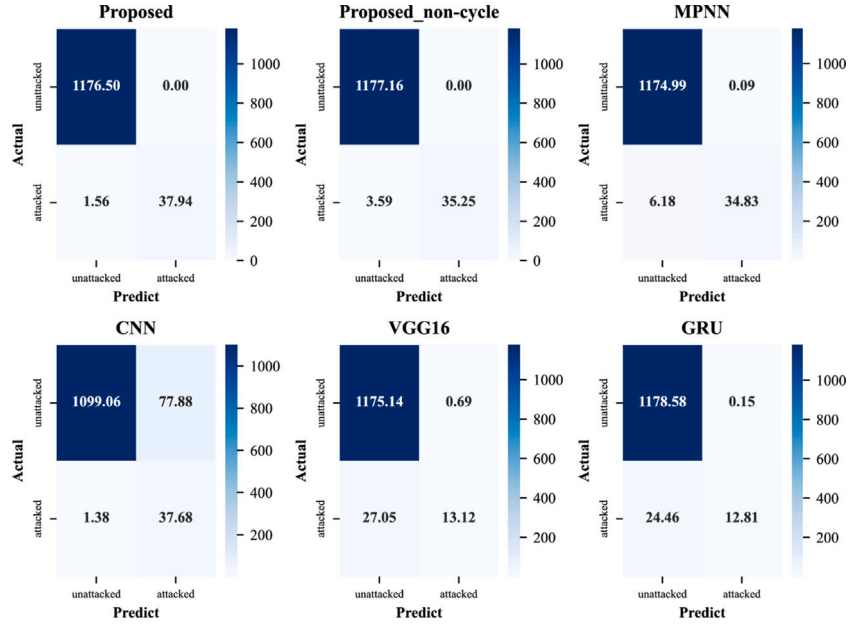 Proposed
Proposed_non-cycle
MPNN
Actual
unattacked
attacked
1176.50
0.00
1.56
37.94
1000
800
600
400
200
0
unattacked
attacked
Predict
Actual
unattacked
attacked
1177.16
0.00
3.59
35.25
1000
800
600
400
200
0
unattacked
attacked
Predict
Actual
unattacked
attacked
1174.99
0.09
6.18
34.83
1000
800
600
400
200
unattacked
attacked
Predict
CNN
VGG16
GRU
Actual
unattacked
attacked
1099.06
77.88
1.38
37.68
1000
800
600
400
200
unattacked
attacked
Predict
Actual
unattacked
attacked
1175.14
0.69
27.05
13.12
1000
800
600
400
200
unattacked
attacked
Predict
Actual
unattacked
attacked
1178.58
0.15
24.46
12.81
1000
800
600
400
200
unattacked
attacked
Predict